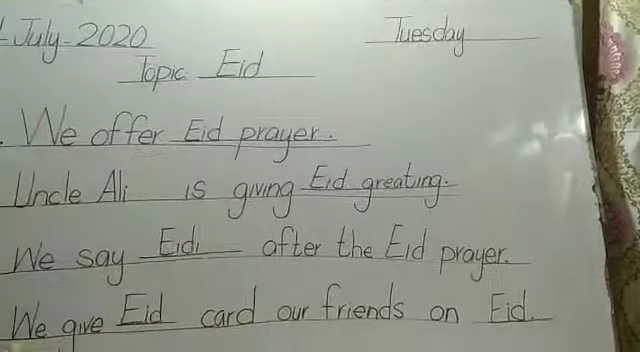 July-2020 Tuesday
Topic Eid
We offer Eid prayer.
Uncle Ali is giving Eid greating.
We say Eidi after the Eid prayer.
We give Eid card our friends on Eid.